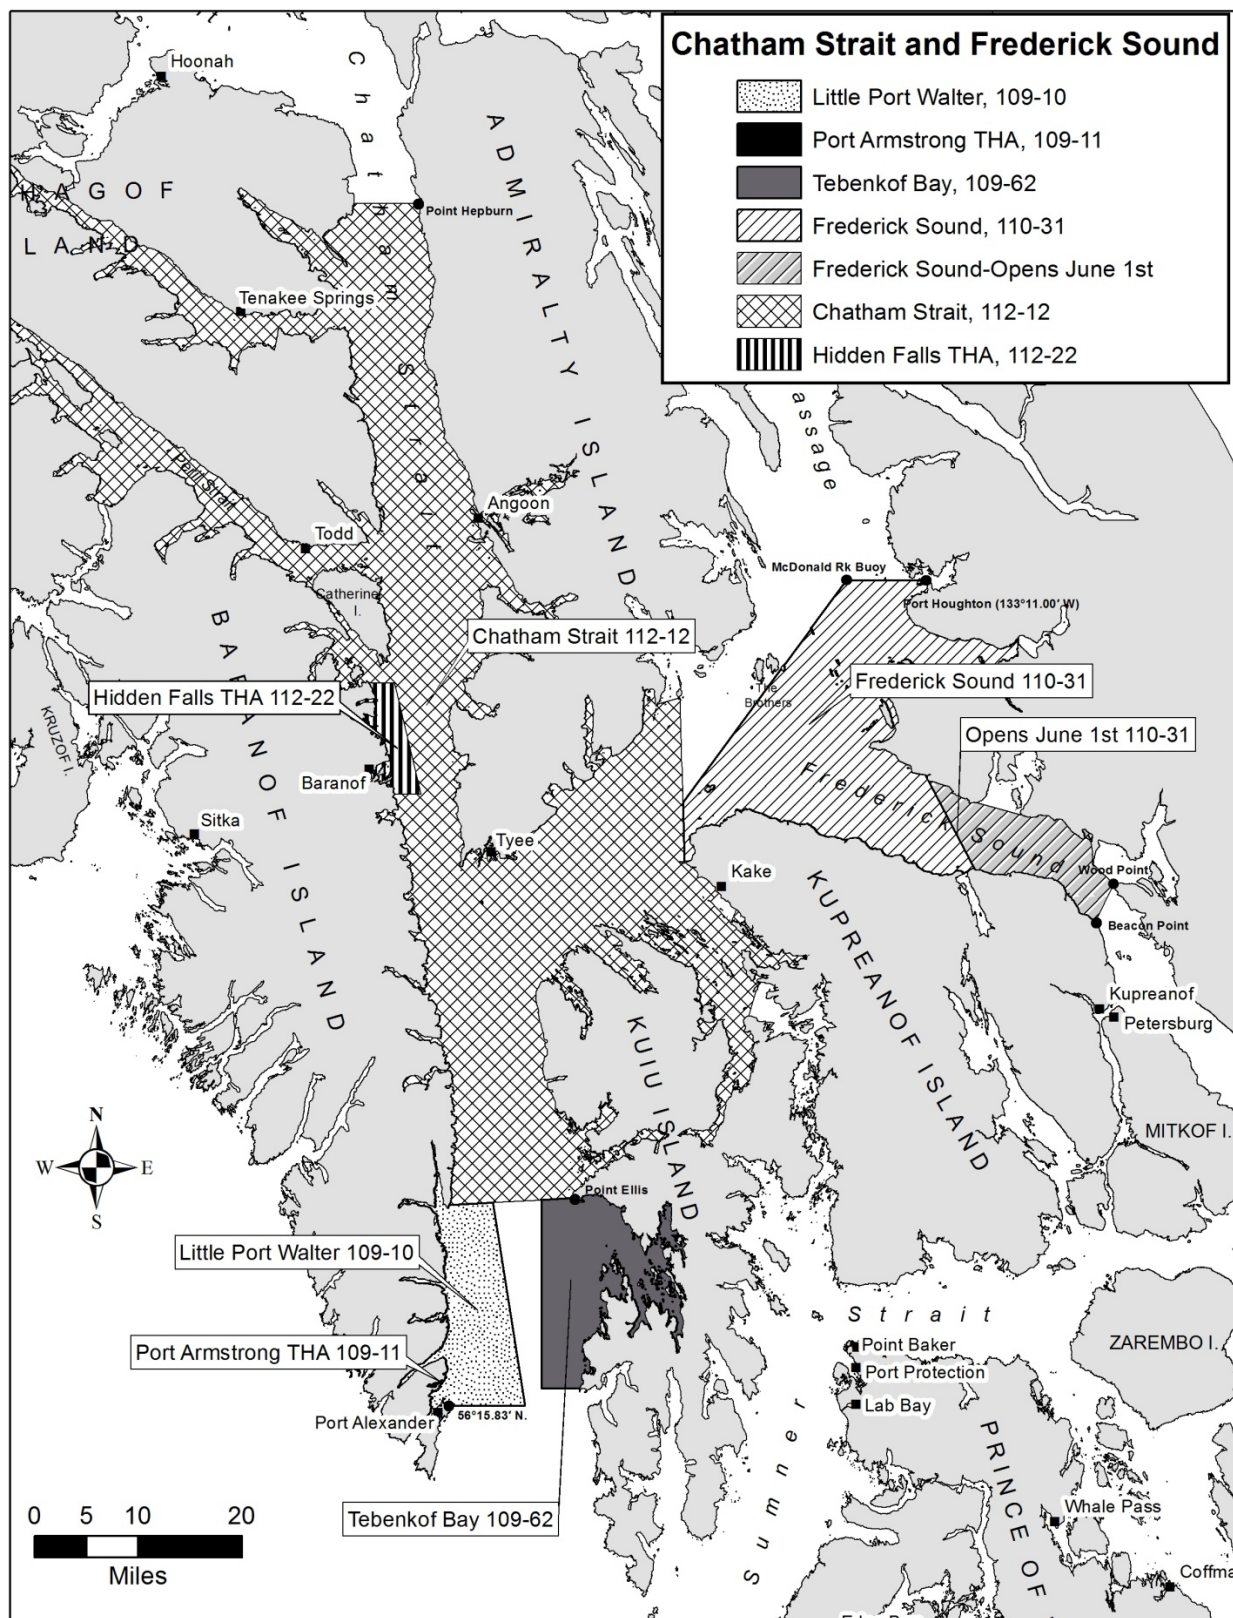 Chatham Strait and Frederick Sound
Little Port Walter, 109-10
Port Armstrong THA, 109-11
Tebenkof Bay, 109-62
Frederick Sound, 110-31
Frederick Sound-Opens June 1st
Chatham Strait, 112-12
Hidden Falls THA, 112-22
Hoonah
HAGOF
LAND
Chatham Strait
Point Hepburn
ADMIRALTY ISLAND
Tenakee Springs
assage
Peril Strait
Angoon
Todd
Catherine
I.
McDonald Rk Buoy
Port Houghton (133°11.00' W)
Chatham Strait 112-12
The
Brothers
Frederick Sound 110-31
Hidden Falls THA 112-22
KRUZOF I.
BARANOF ISLAND
Opens June 1st 110-31
Baranof
Frederick Sound
Sitka
Tyee
Kake
Wood Point
Beacon Point
KUPREANOF ISLAND
Kupreanof
Petersburg
KUIU ISLAND
MITKOF I.
N
W
E
S
Point Ellis
Little Port Walter 109-10
Port Armstrong THA 109-11
Port Alexander
56°15.83' N.
Sumner Strait
Point Baker
Port Protection
Lab Bay
ZAREMBO I.
PRINCE OF
Tebenkof Bay 109-62
Whale Pass
Coffma
0 5 10 20
Miles